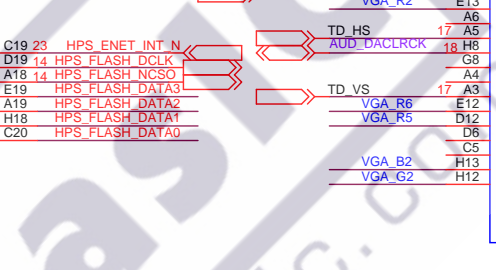 VGA_R2 E13
A6
TD_HS 17 A5
C19 23 HPS_ENET_INT_N AUD_DACLRCK 18 H8
D19 14 HPS_FLASH_DCLK G8
A18 14 HPS_FLASH_NCSO A4
E19 HPS_FLASH_DATA3 TD_VS 17 A3
A19 HPS_FLASH_DATA2 VGA_R6 E12
H18 HPS_FLASH_DATA1 VGA_R5 D12
C20 HPS_FLASH_DATA0 D6
C5
VGA_B2 H13
VGA_G2 H12